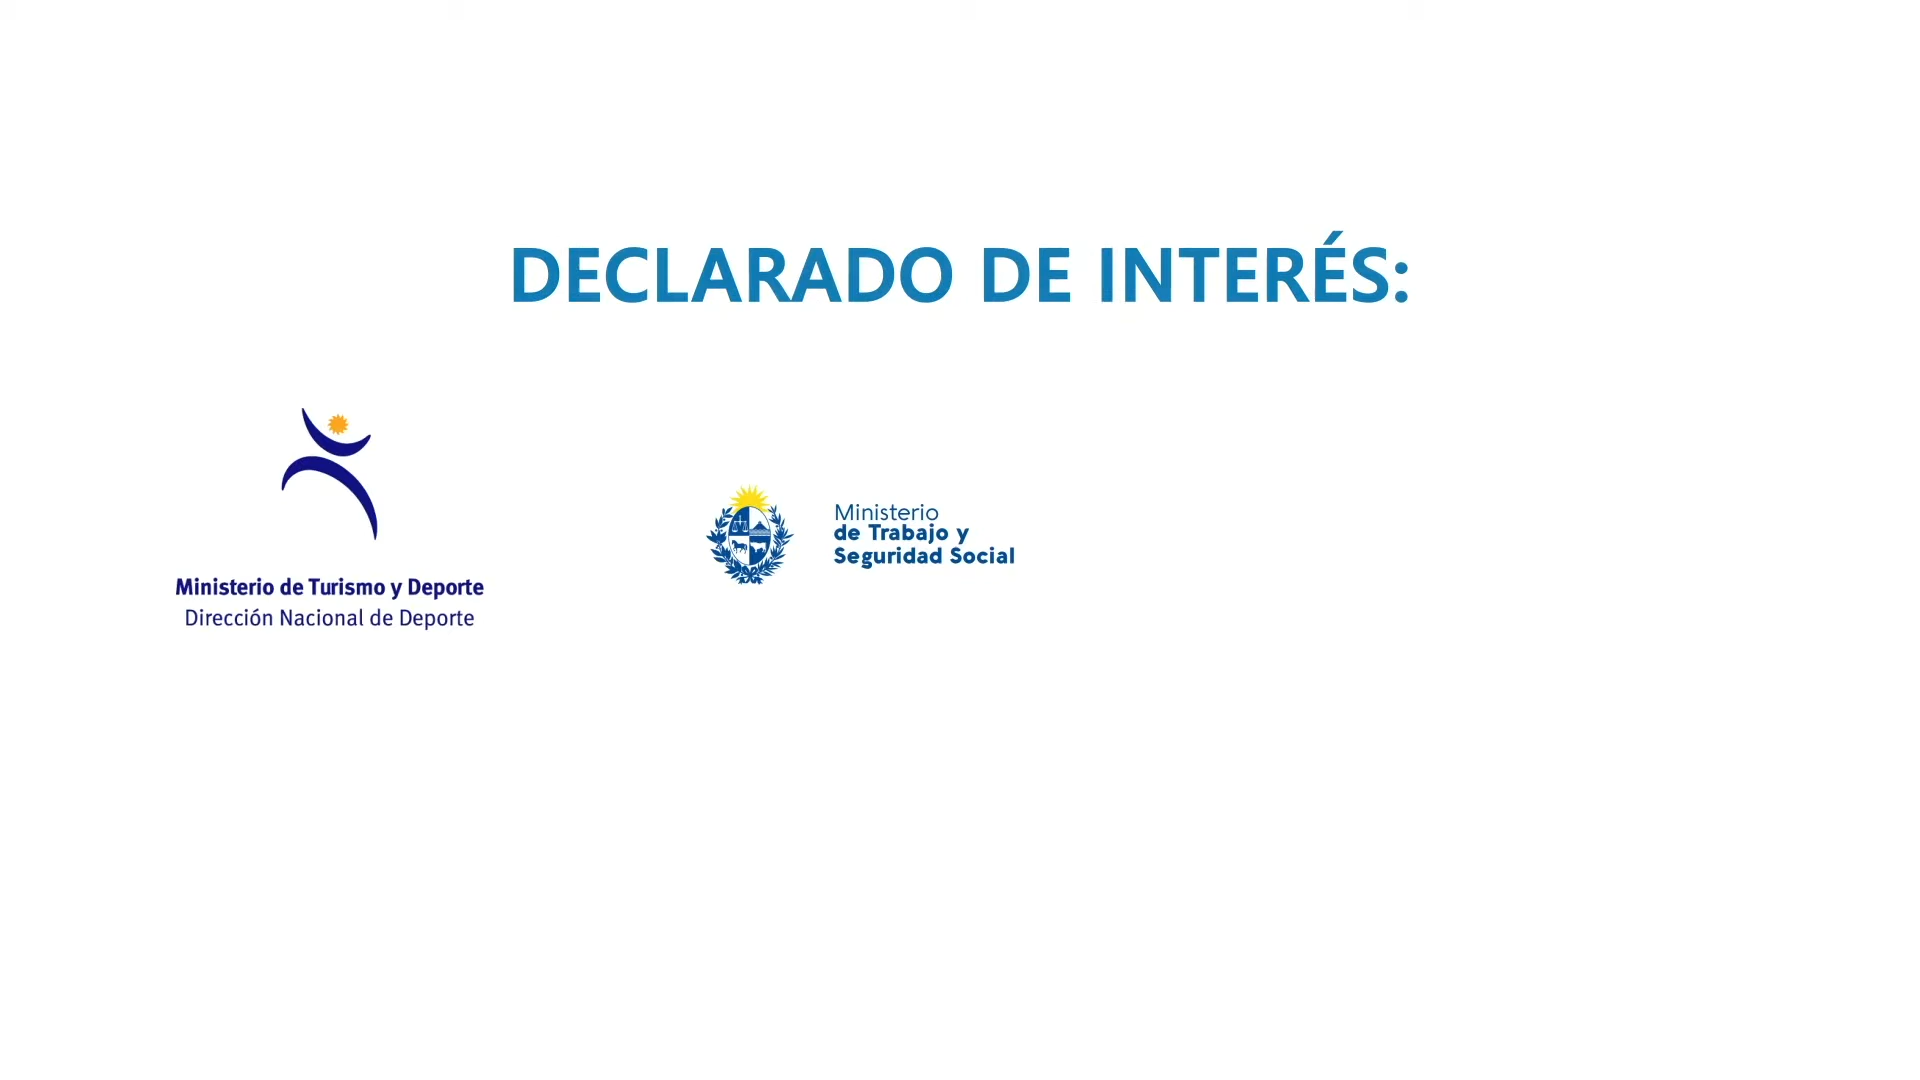 DECLARADO DE INTERÉS:
Ministerio de Turismo y Deporte
Dirección Nacional de Deporte
Ministerio
de Trabajo y
Seguridad Social